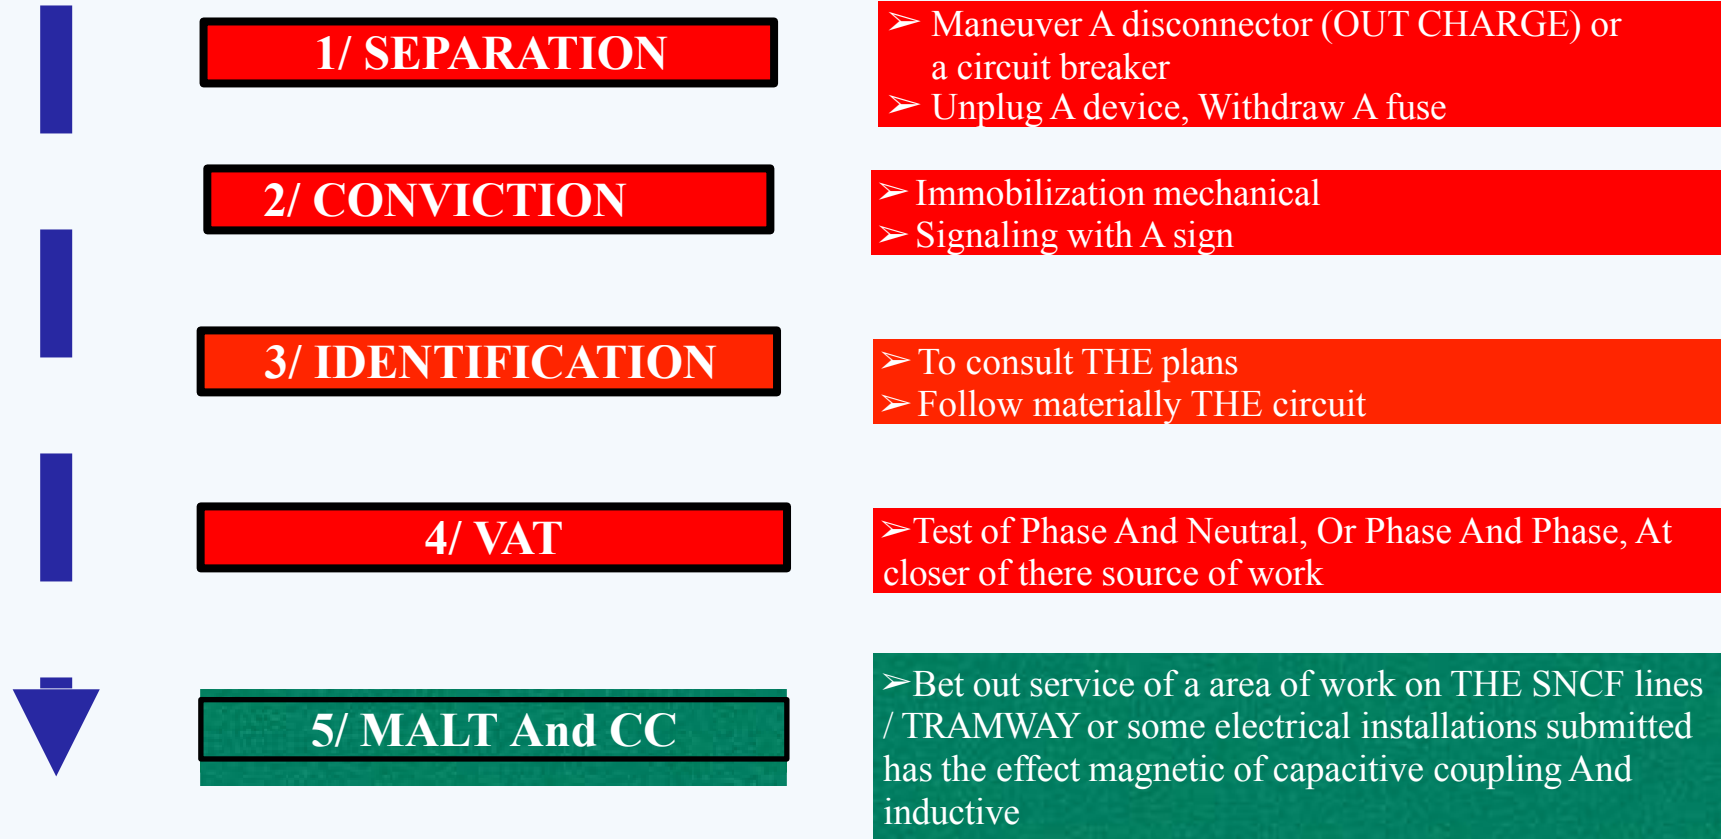 1/ SEPARATION
➢ Maneuver A disconnector (OUT CHARGE) or
a circuit breaker
➢ Unplug A device, Withdraw A fuse
2/ CONVICTION
➢ Immobilization mechanical
➢ Signaling with A sign
3/ IDENTIFICATION
➢ To consult THE plans
➢ Follow materially THE circuit
4/ VAT
➢Test of Phase And Neutral, Or Phase And Phase, At
closer of there source of work
5/ MALT And CC
➢Bet out service of a area of work on THE SNCF lines
/ TRAMWAY or some electrical installations submitted
has the effect magnetic of capacitive coupling And
inductive